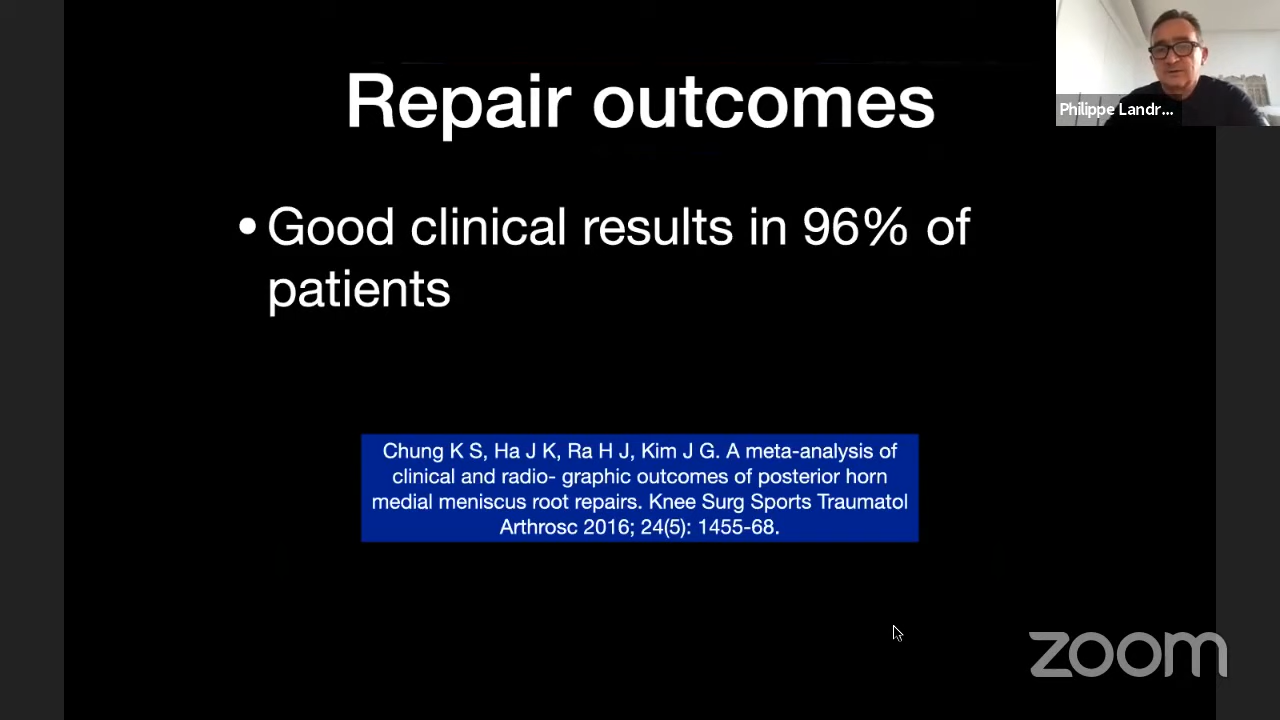 Repair outcomes
• Good clinical results in 96% of
patients
Chung K S, Ha J K, Ra H J, Kim J G. A meta-analysis of
clinical and radio- graphic outcomes of posterior horn
medial meniscus root repairs. Knee Surg Sports Traumatol
Arthrosc 2016; 24(5): 1455-68.
Philippe Landr...
zoom